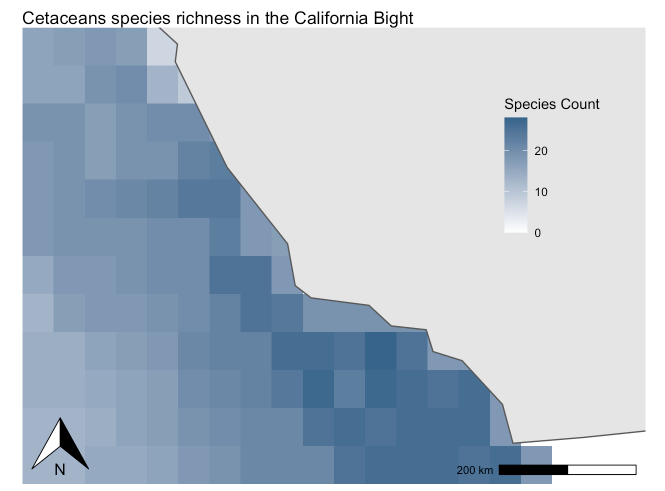 Cetaceans species richness in the California Bight
Species Count
20
10
0
N
200 km